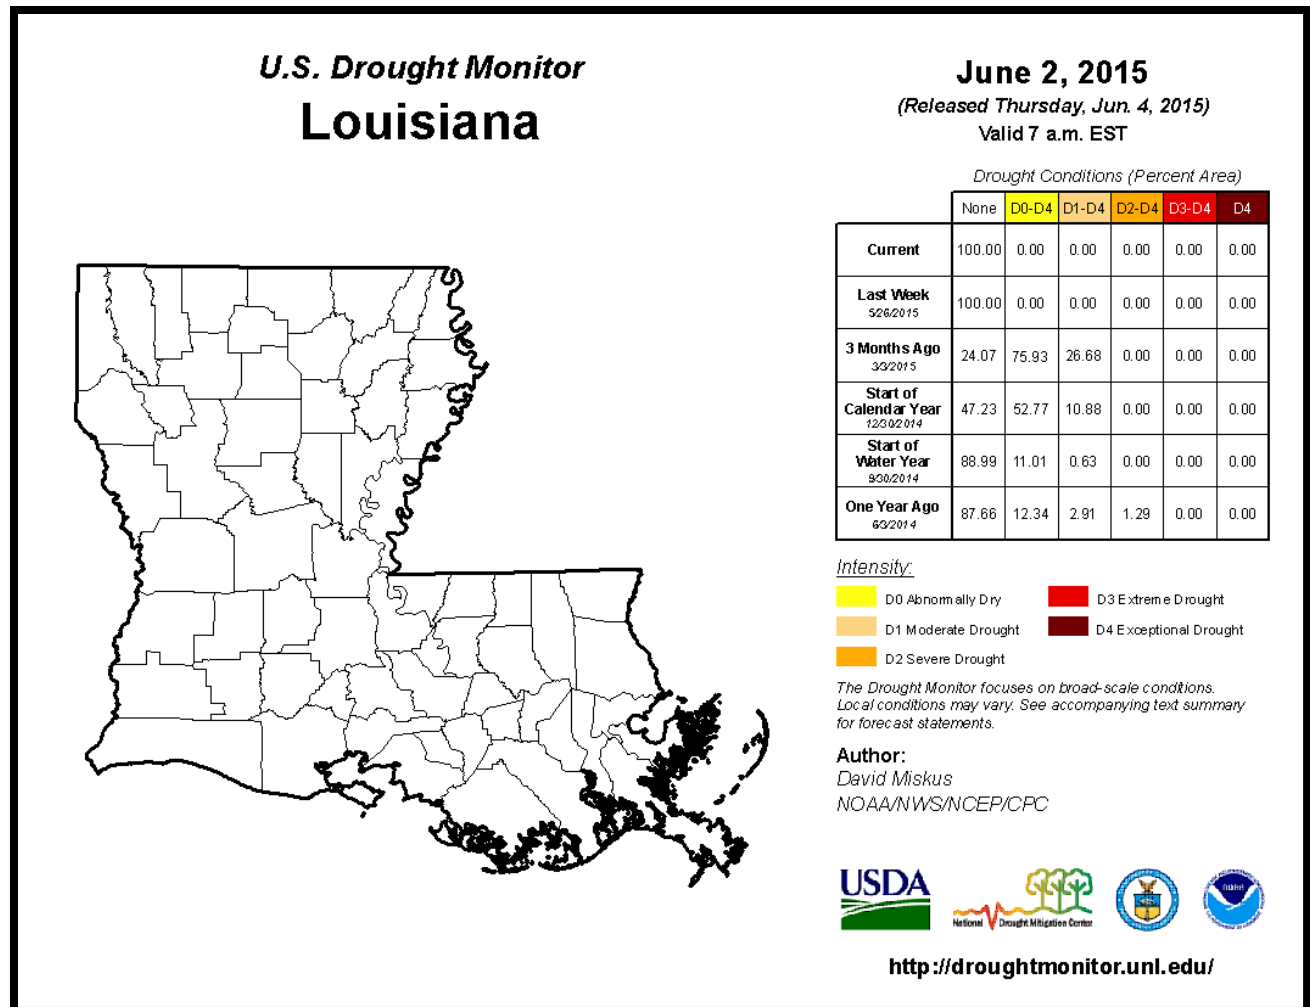 U.S. Drought Monitor
Louisiana
June 2, 2015
(Released Thursday, Jun. 4, 2015)
Valid 7 a.m. EST
Drought Conditions (Percent Area)
None D0-D4 D1-D4 D2-D4 D3-D4 D4
Current 100.00 0.00 0.00 0.00 0.00 0.00
Last Week
5/26/2015
100.00 0.00 0.00 0.00 0.00 0.00
3 Months Ago
3/3/2015
24.07 75.93 26.68 0.00 0.00 0.00
Start of
Calendar Year
12/30/2014
47.23 52.77 10.88 0.00 0.00 0.00
Start of
Water Year
9/30/2014
88.99 11.01 0.63 0.00 0.00 0.00
One Year Ago
6/3/2014
87.66 12.34 2.91 1.29 0.00 0.00
Intensity:
D0 Abnormally Dry
D1 Moderate Drought
D2 Severe Drought
D3 Extreme Drought
D4 Exceptional Drought
The Drought Monitor focuses on broad-scale conditions.
Local conditions may vary. See accompanying text summary
for forecast statements.
Author:
David Miskus
NOAA/NWS/NCEP/CPC
USDA
National Drought Mitigation Center
noaa
http://droughtmonitor.unl.edu/